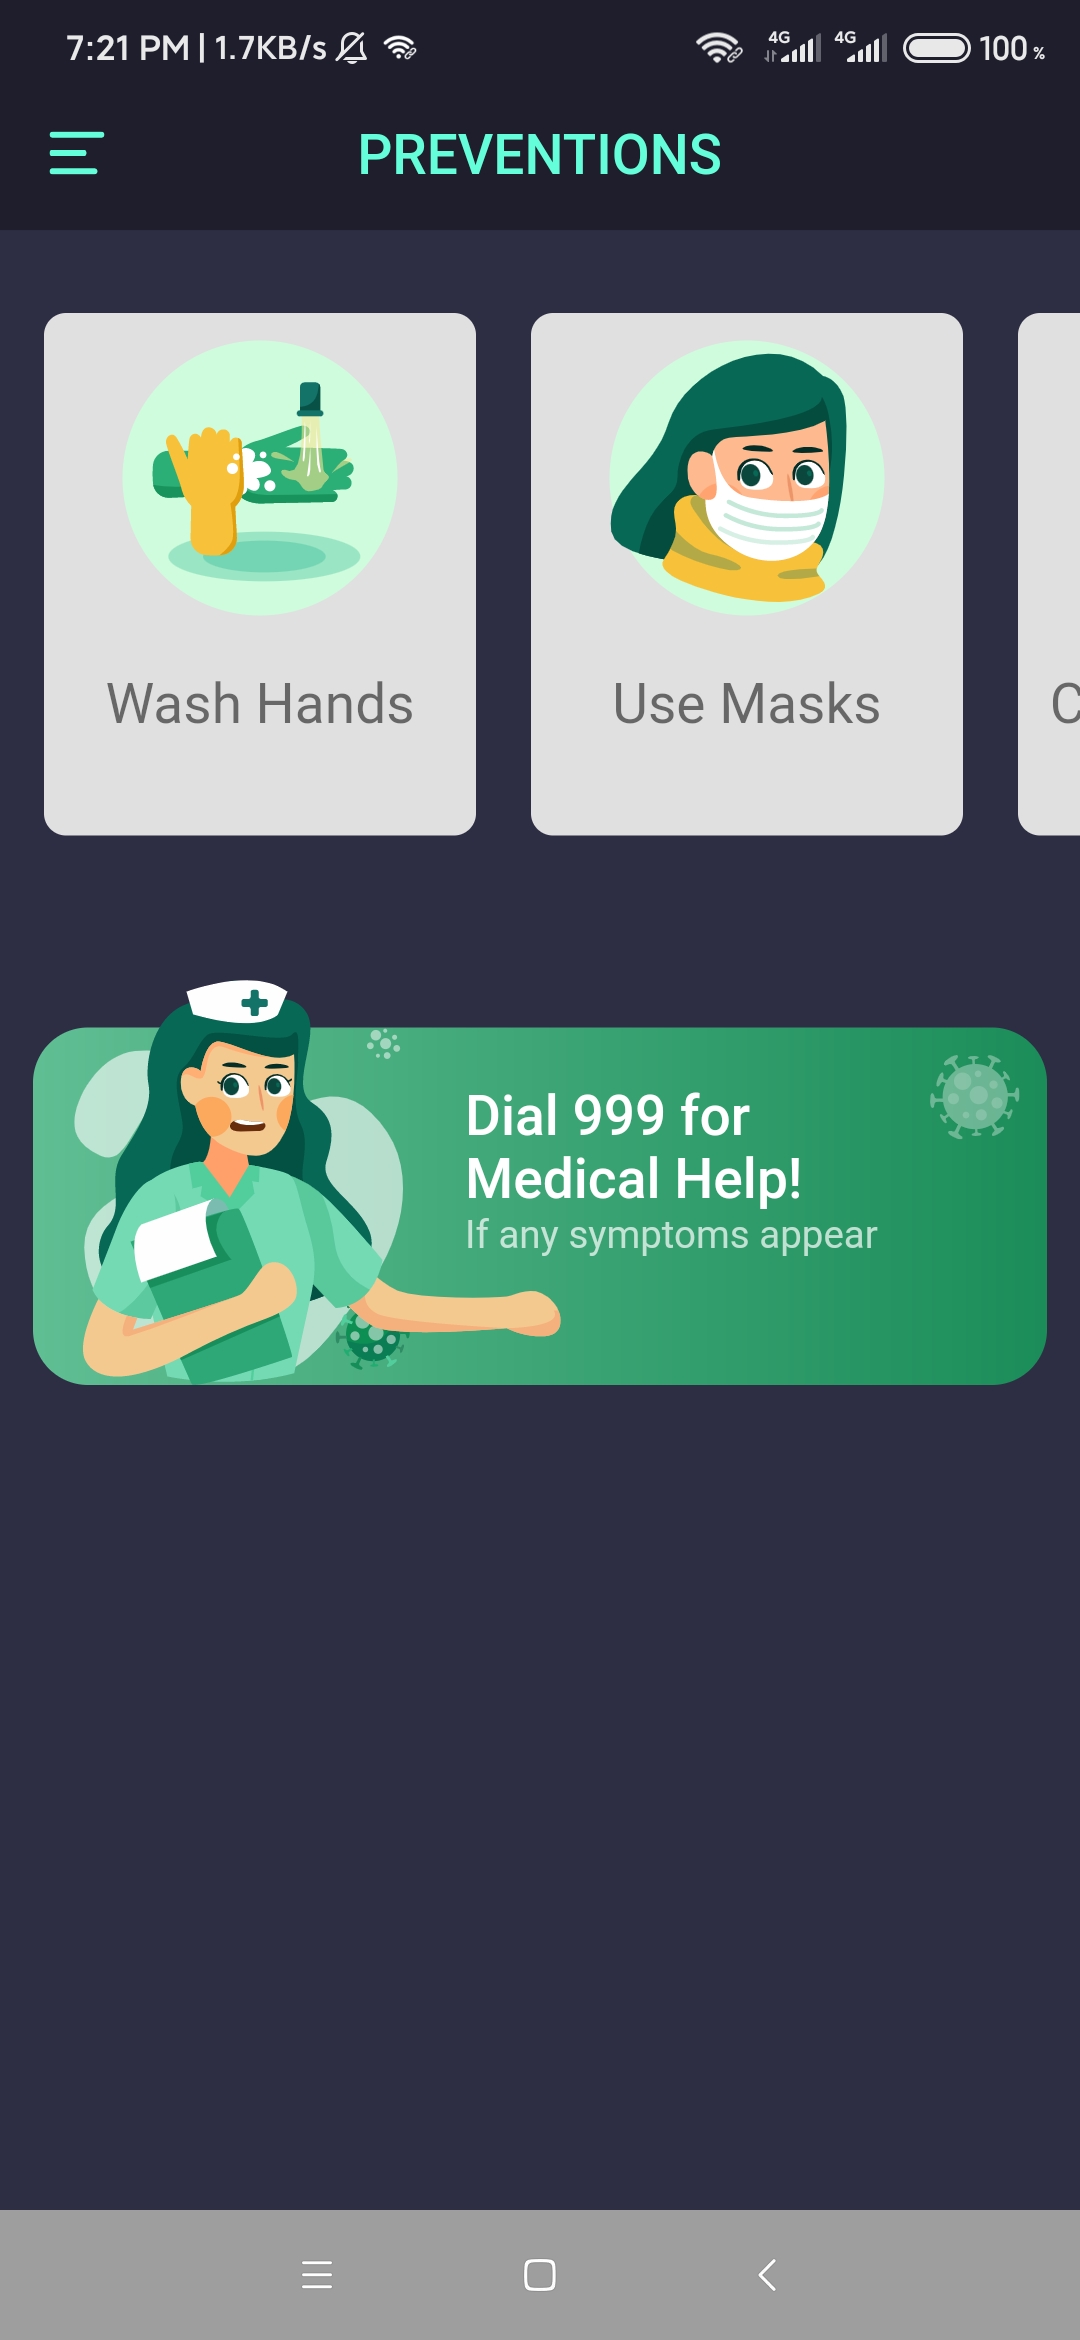 7:21 PM | 1.7KB/s 4G 4G 100 %
PREVENTIONS
Wash Hands
Use Masks
C
Dial 999 for
Medical Help!
If any symptoms appear